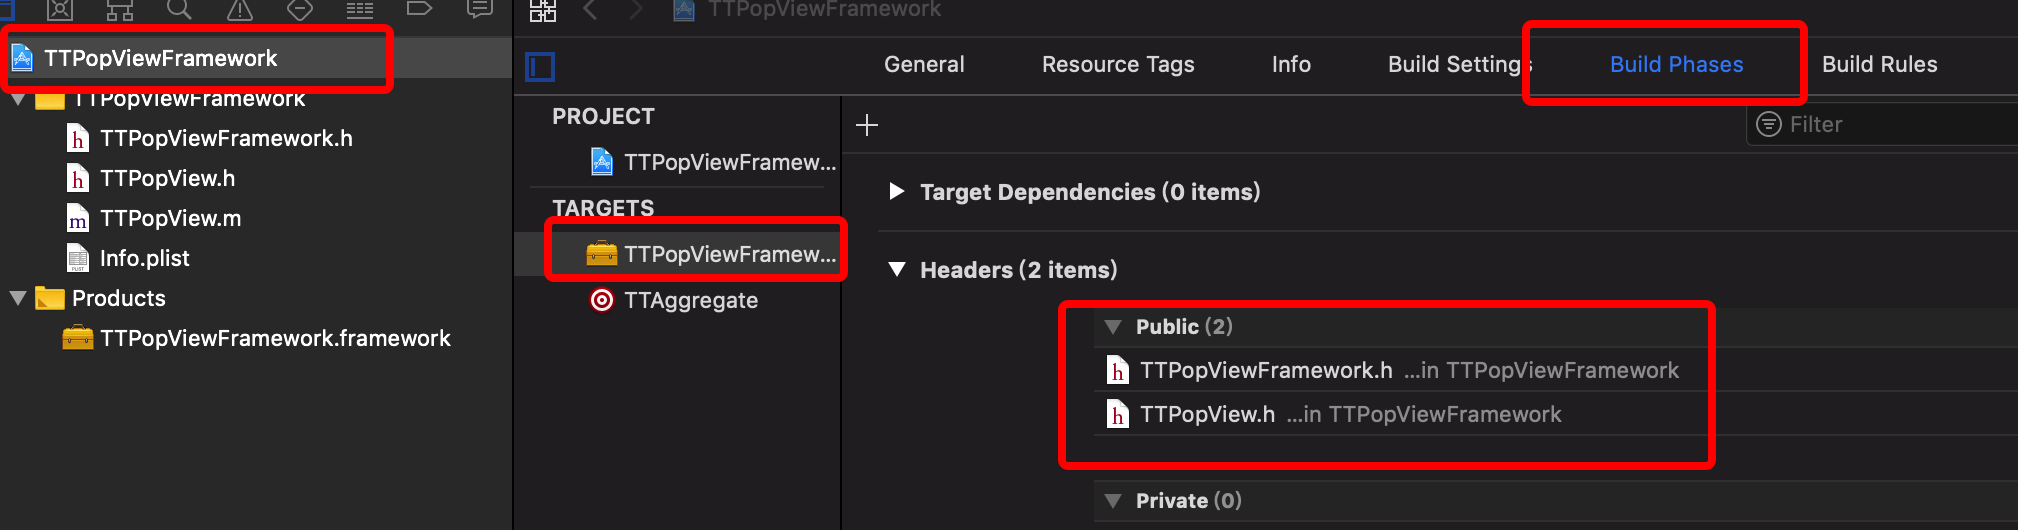 TTPopViewFramework
TTPopViewFramework
TTPopViewFramework.h
TTPopView.h
TTPopView.m
Info.plist
Products
TTPopViewFramework.framework
TTPopViewFramework
General Resource Tags Info Build Settings Build Phases Build Rules
PROJECT
TTPopViewFramew...
TARGETS
TTPopViewFramew...
TTAggregate
Filter
Target Dependencies (0 items)
Headers (2 items)
Public (2)
TTPopViewFramework.h ...in TTPopViewFramework
TTPopView.h ...in TTPopViewFramework
Private (0)